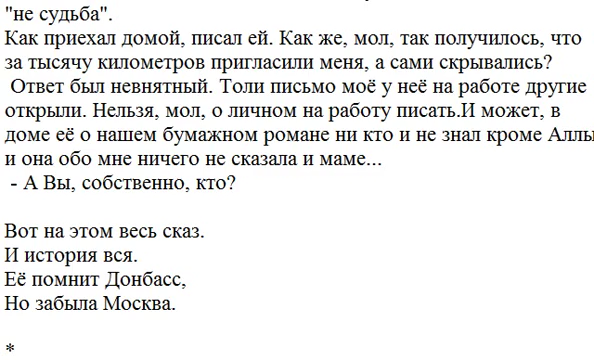 "не судьба".
Как приехал домой, писал ей. Как же, мол, так получилось, что
за тысячу километров пригласили меня, а сами скрывались?
Ответ был невнятный. Толи письмо моё у неё на работе другие
открыли. Нельзя, мол, о личном на работу писать.И может, в
доме её о нашем бумажном романе ни кто и не знал кроме Аллы
и она обо мне ничего не сказала и маме...
- А Вы, собственно, кто?
Вот на этом весь сказ.
И история вся.
Её помнит Донбасс,
Но забыла Москва.
*